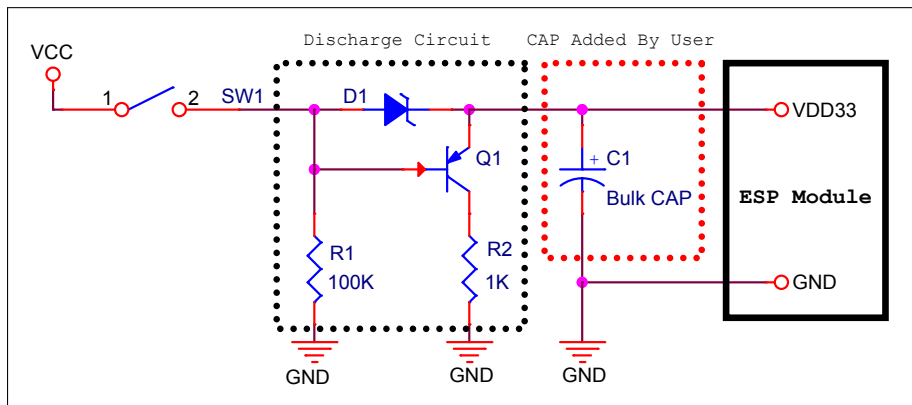 Discharge Circuit
CAP Added By User
VCC
1
2
SW1
D1
VDD33
Q1
+ C1
Bulk CAP
ESP Module
R1
100K
R2
1K
GND
GND
GND
GND